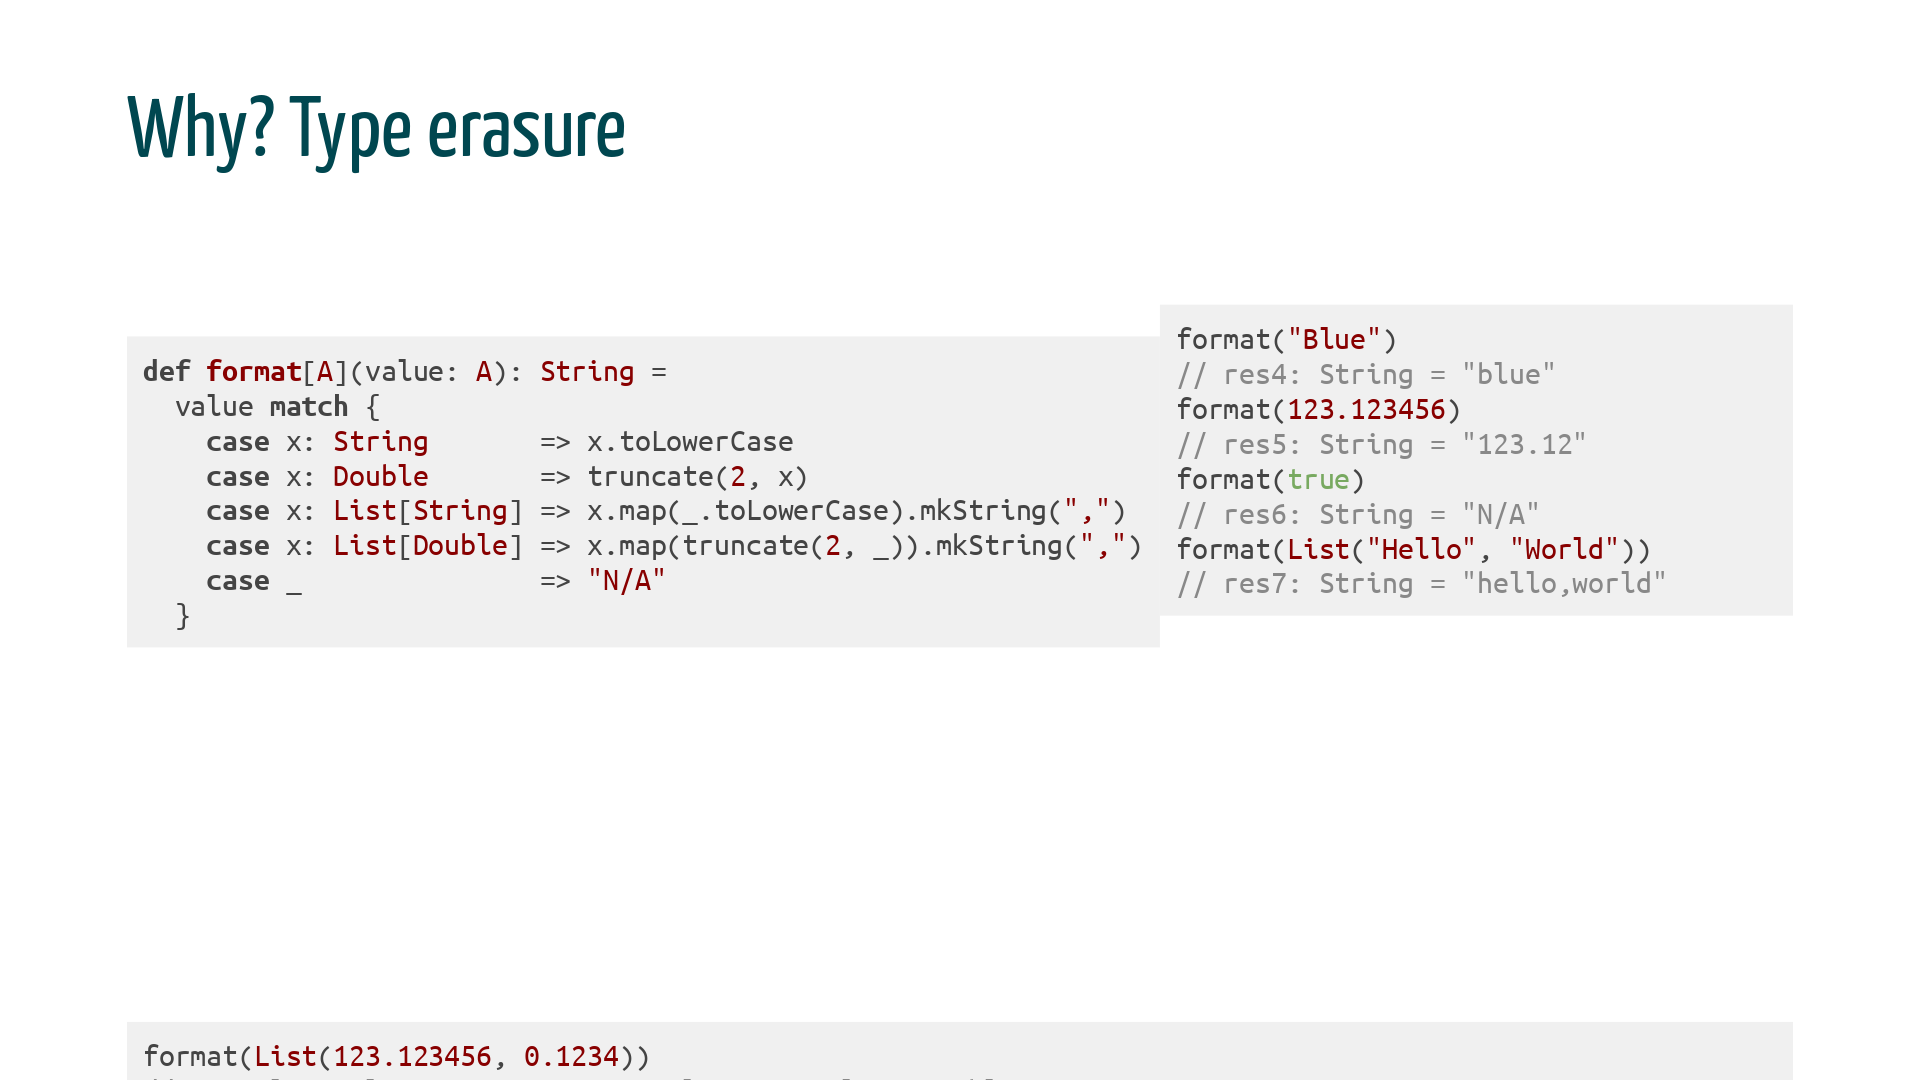 Why? Type erasure
def format[A](value: A): String =
  value match {
    case x: String       => x.toLowerCase
    case x: Double       => truncate(2, x)
    case x: List[String] => x.map(_.toLowerCase).mkString(",")
    case x: List[Double] => x.map(truncate(2, _)).mkString(",")
    case _               => "N/A"
  }
format("Blue")
// res4: String = "blue"
format(123.123456)
// res5: String = "123.12"
format(true)
// res6: String = "N/A"
format(List("Hello", "World"))
// res7: String = "hello,world"
format(List(123.123456, 0.1234))